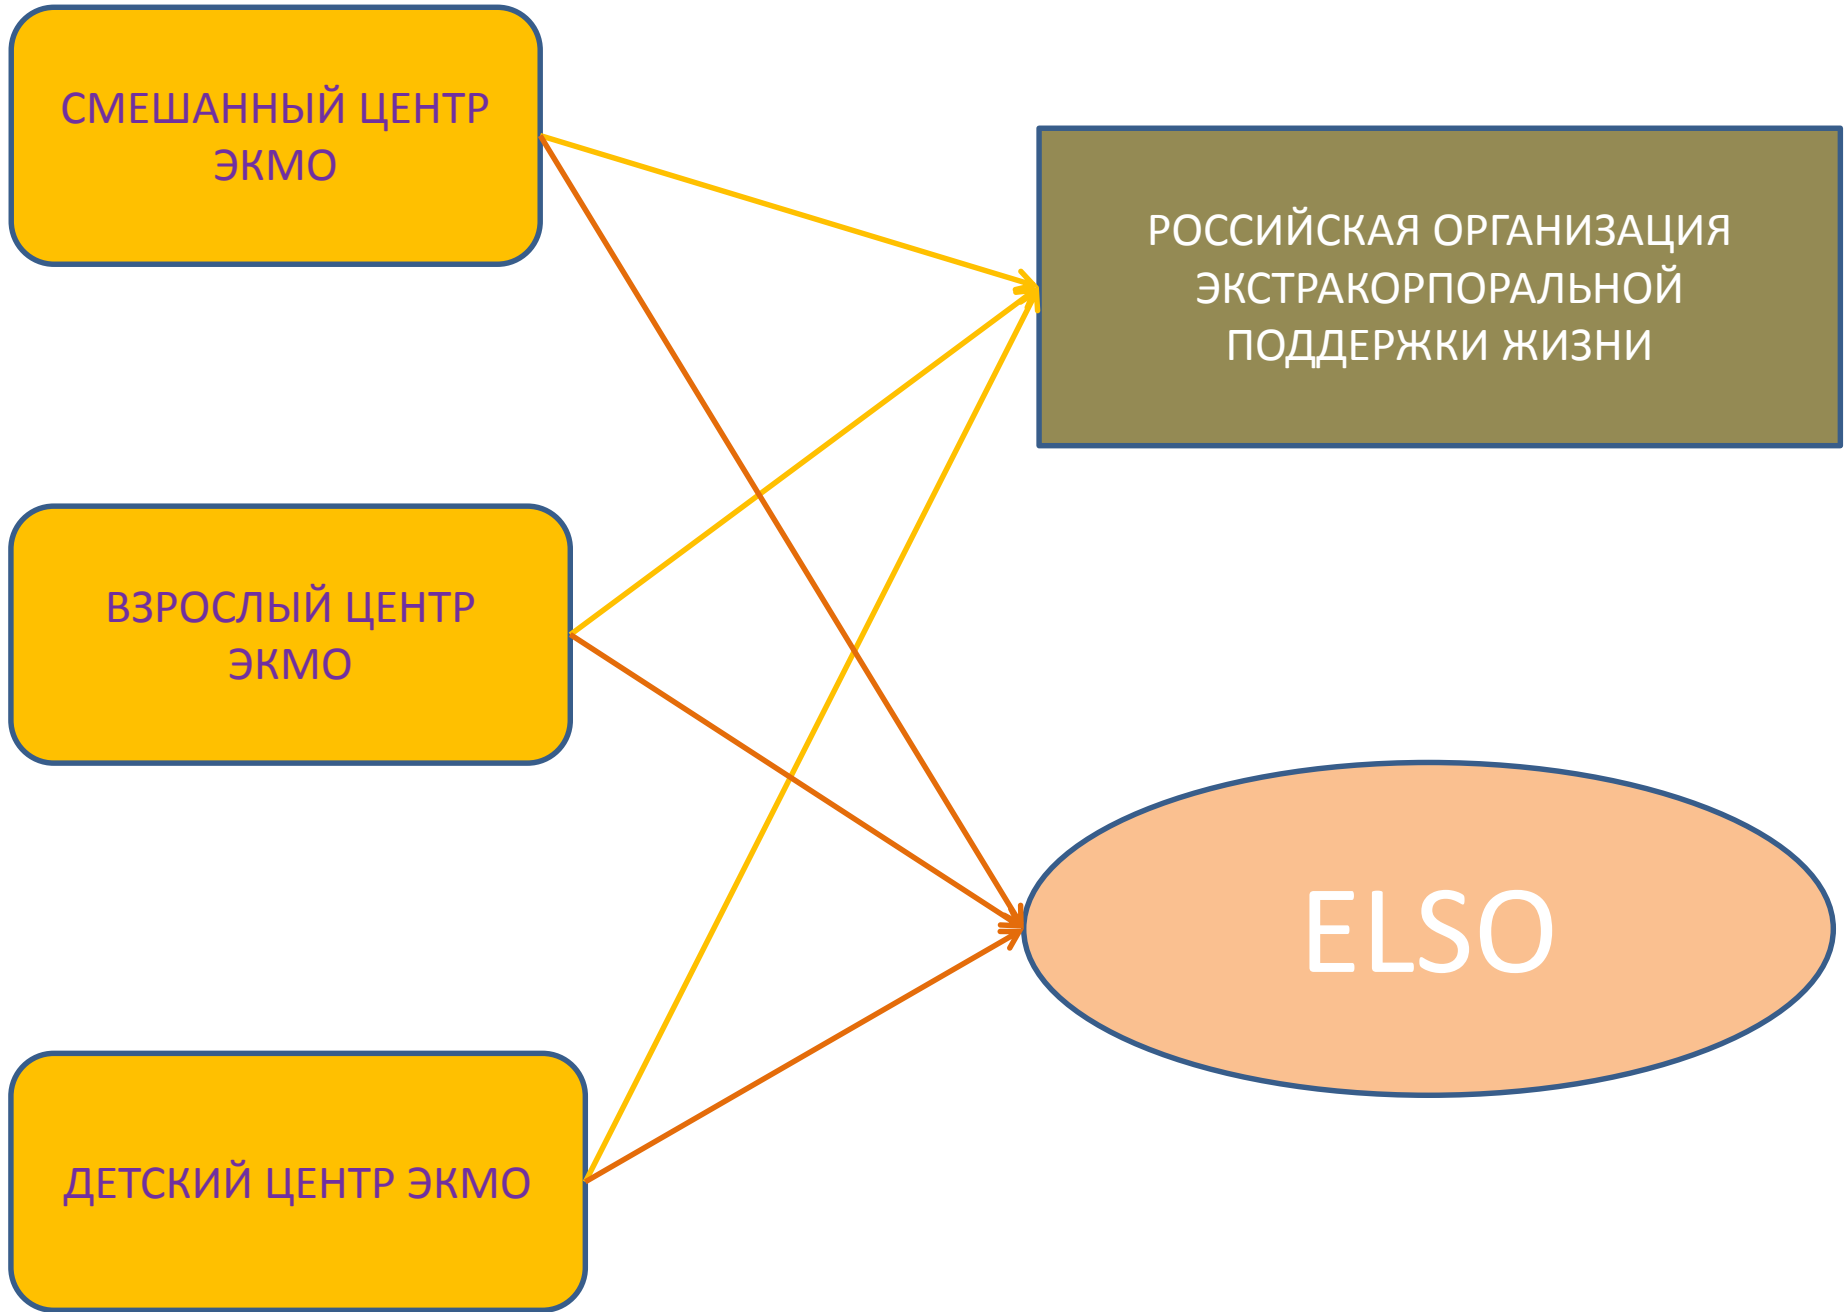 СМЕШАННЫЙ ЦЕНТР
ЭКМО
РОССИЙСКАЯ ОРГАНИЗАЦИЯ
ЭКСТРАКОРПОРАЛЬНОЙ
ПОДДЕРЖКИ ЖИЗНИ
ВЗРОСЛЫЙ ЦЕНТР
ЭКМО
ELSO
ДЕТСКИЙ ЦЕНТР ЭКМО